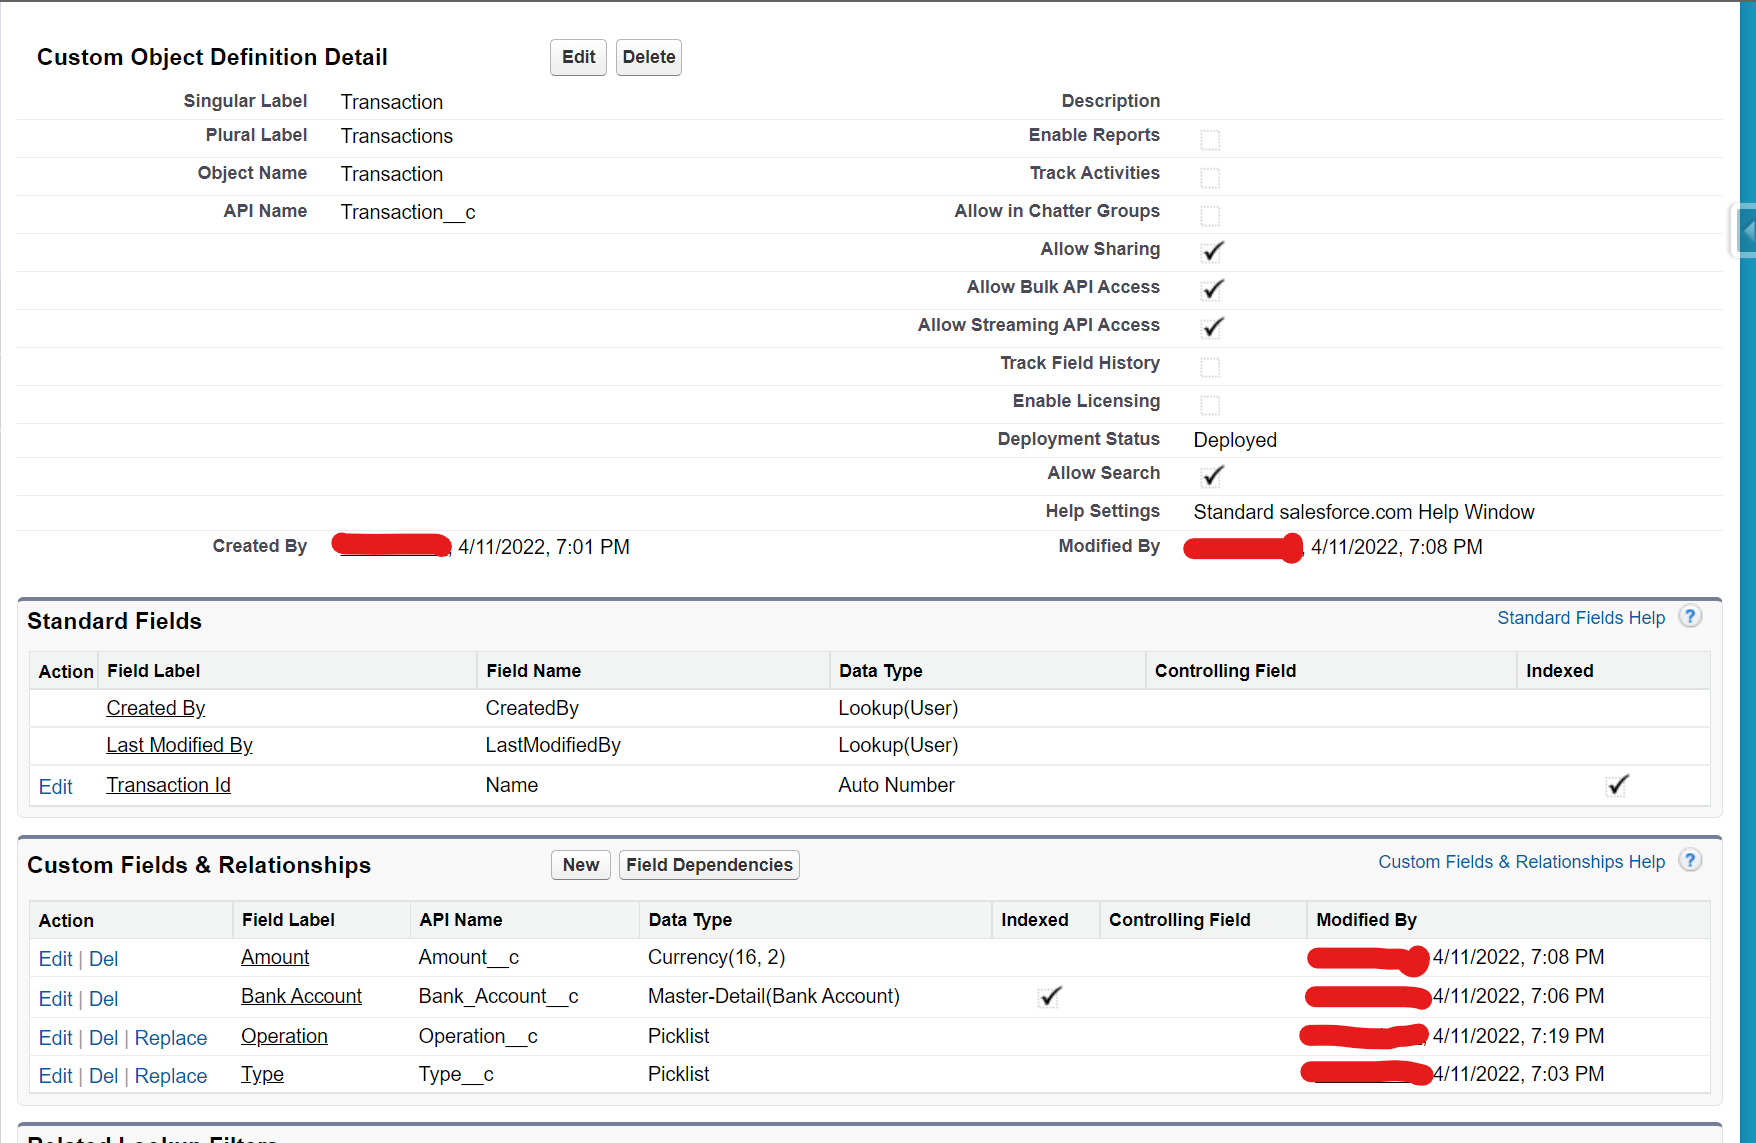 Custom Object Definition Detail Edit Delete
Singular Label Transaction Description
Plural Label Transactions Enable Reports
Object Name Transaction Track Activities
API Name Transaction__c Allow in Chatter Groups
Allow Sharing
Allow Bulk API Access
Allow Streaming API Access
Track Field History
Enable Licensing
Deployment Status Deployed
Allow Search
Help Settings Standard salesforce.com Help Window
Created By , 4/11/2022, 7:01 PM Modified By , 4/11/2022, 7:08 PM
Standard Fields Standard Fields Help ?
Action Field Label Field Name Data Type Controlling Field Indexed
Created By CreatedBy Lookup(User)
Last Modified By LastModifiedBy Lookup(User)
Edit Transaction Id Name Auto Number
Custom Fields & Relationships New Field Dependencies Custom Fields & Relationships Help ?
Action Field Label API Name Data Type Indexed Controlling Field Modified By
Edit | Del Amount Amount__c Currency(16, 2) 4/11/2022, 7:08 PM
Edit | Del Bank Account Bank_Account__c Master-Detail(Bank Account) 4/11/2022, 7:06 PM
Edit | Del | Replace Operation Operation__c Picklist , 4/11/2022, 7:19 PM
Edit | Del | Replace Type Type__c Picklist 4/11/2022, 7:03 PM
Related Lookup Filters